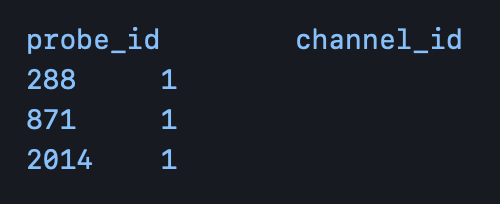 probe_id channel_id
288 1
871 1
2014 1